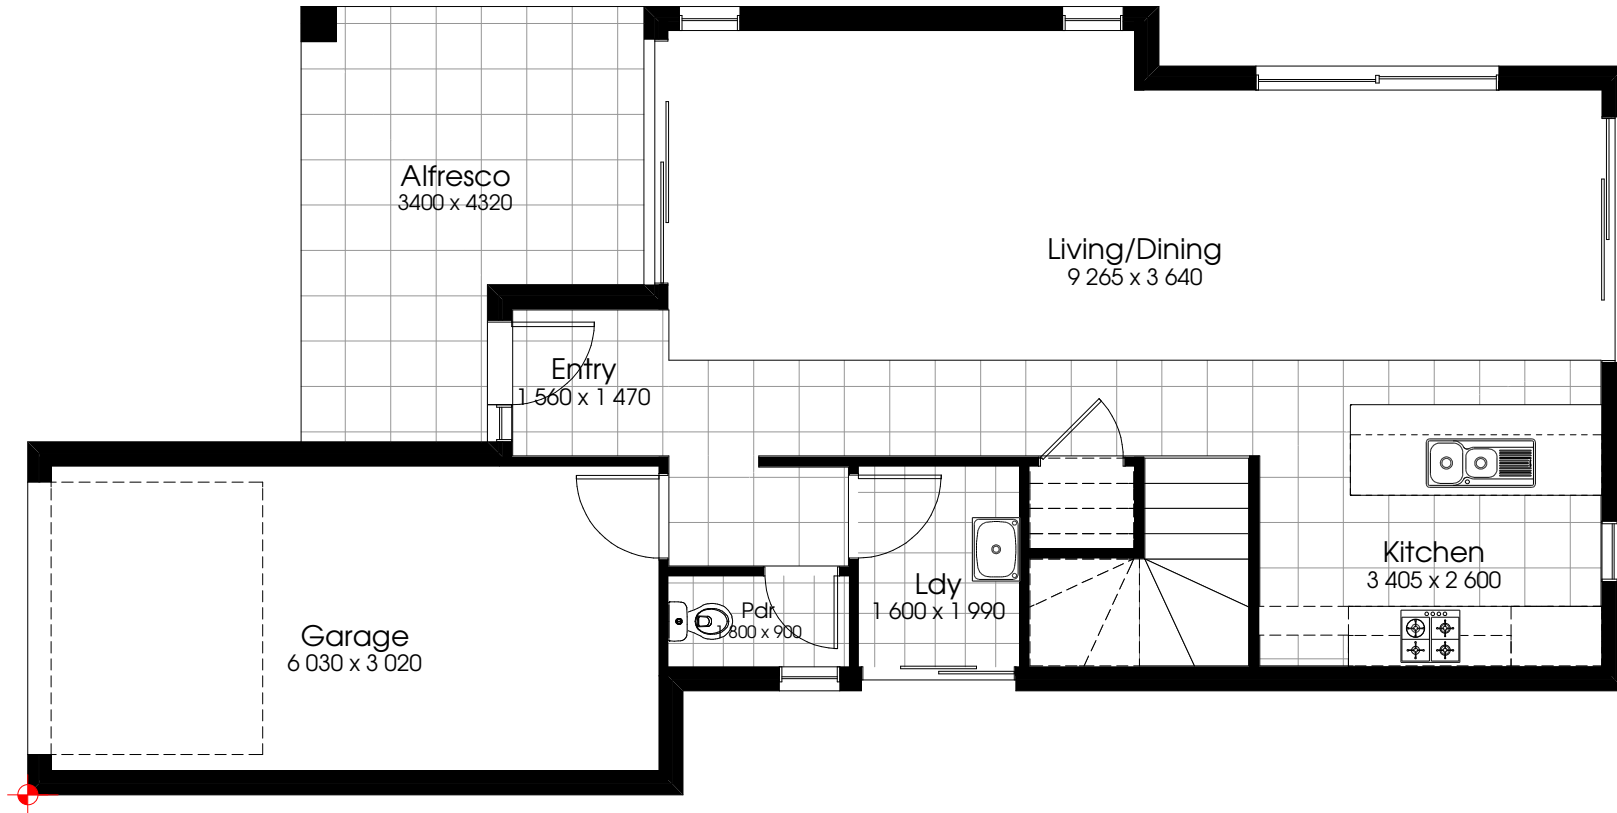 Alfresco
3400 x 4320
Living/Dining
9 265 x 3 640
Entry
1 560 x 1 470
Kitchen
3 405 x 2 600
Ldy
1 600 x 1 990
Pdr
1 800 x 900
Garage
6 030 x 3 020